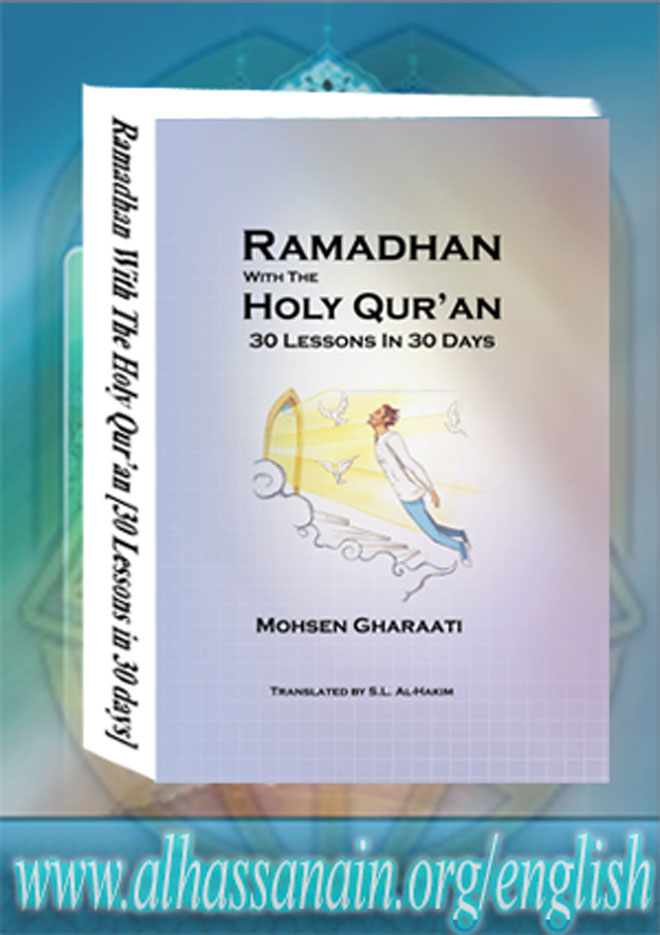 Ramadhan With The Holy Qur'an [30 Lessons in 30 days]
RAMADHAN
WITH THE
HOLY QUR'AN
30 LESSONS IN 30 DAYS
MOHSEN GHARAATI
TRANSLATED BY S.L. AL-HAKIM
www.alhassanain.org/english